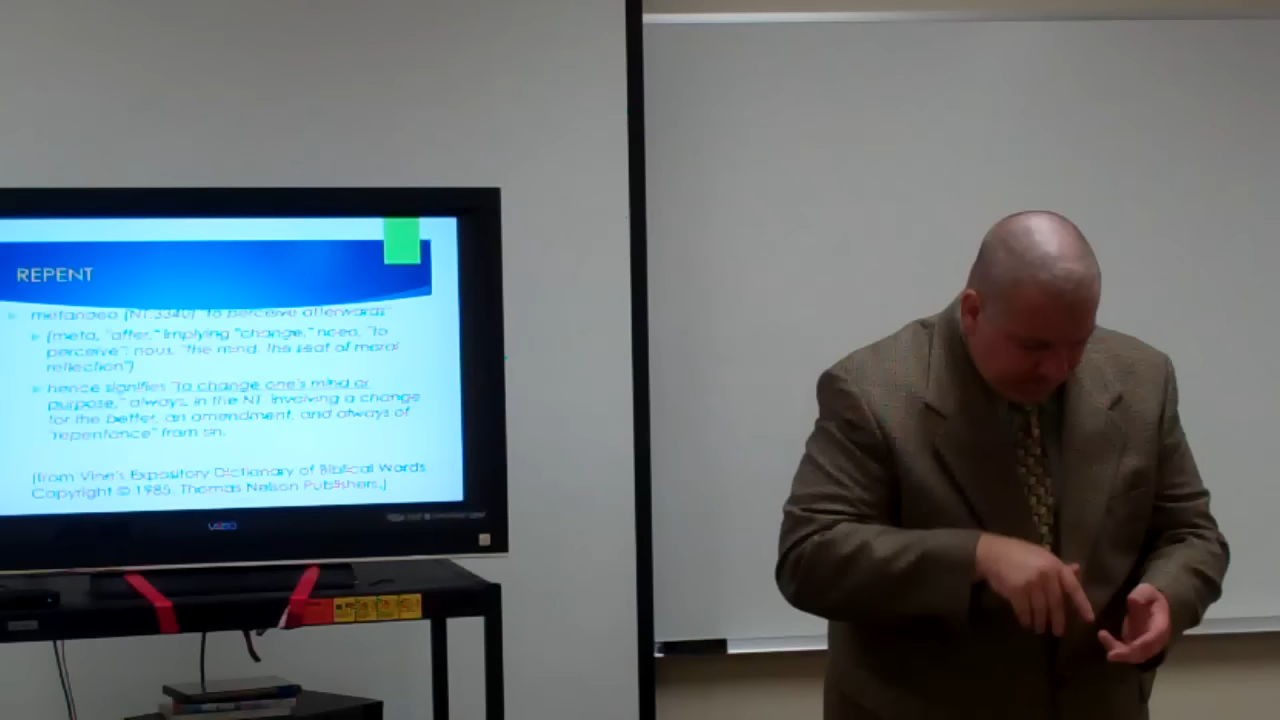 REPENT
metanoeo [NT:3340] "to perceive afterwards"
(meta, "after," implying "change," noeo, "to
perceive"; nous, "the mind, the seat of moral
reflection")
hence signifies "to change one's mind or
purpose," always, in the NT, involving a change
for the better, an amendment, and always of
"repentance" from sin.
(from Vine's Expository Dictionary of Biblical Words
Copyright © 1985, Thomas Nelson Publishers.)
VIZIO